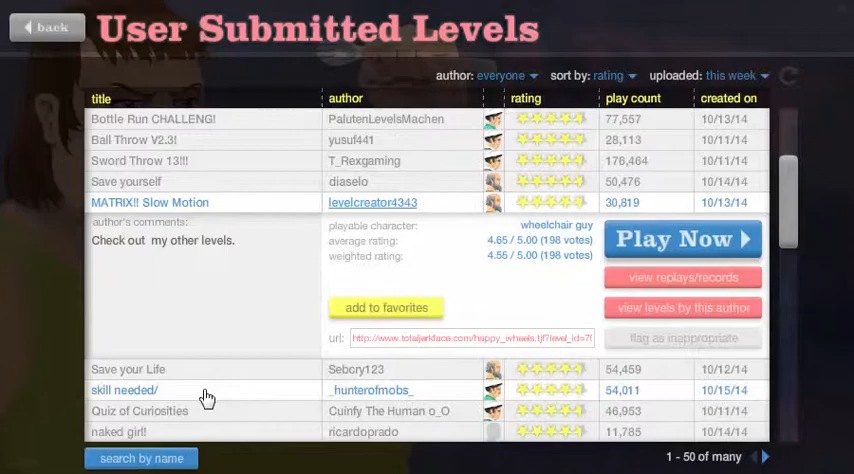 back
User Submitted Levels
author: everyone sort by: rating uploaded: this week
title author rating play count created on
Bottle Run CHALLENG! PalutenLevelsMachen 77,557 10/13/14
Ball Throw V2.3! yusuf441 28,113 10/11/14
Sword Throw 13!!! T_Rexgaming 176,464 10/11/14
Save yourself diaselo 50,476 10/14/14
MATRIX!! Slow Motion levelcreator4343 30,819 10/13/14
author's comments:
Check out my other levels.
playable character: wheelchair guy
average rating: 4.65 / 5.00 (198 votes)
weighted rating: 4.55 / 5.00 (198 votes)
Play Now
view replays/records
add to favorites
view levels by this author
url: http://www.totaljerkface.com/happy_wheels.tjf?level_id=7(
flag as inappropriate
Save your Life Sebcry123 54,459 10/12/14
skill needed/ _hunterofmobs_ 54,011 10/15/14
Quiz of Curiosities Cuinfy The Human o_O 46,953 10/11/14
naked girl! ricardoprado 11,785 10/14/14
search by name
1 - 50 of many